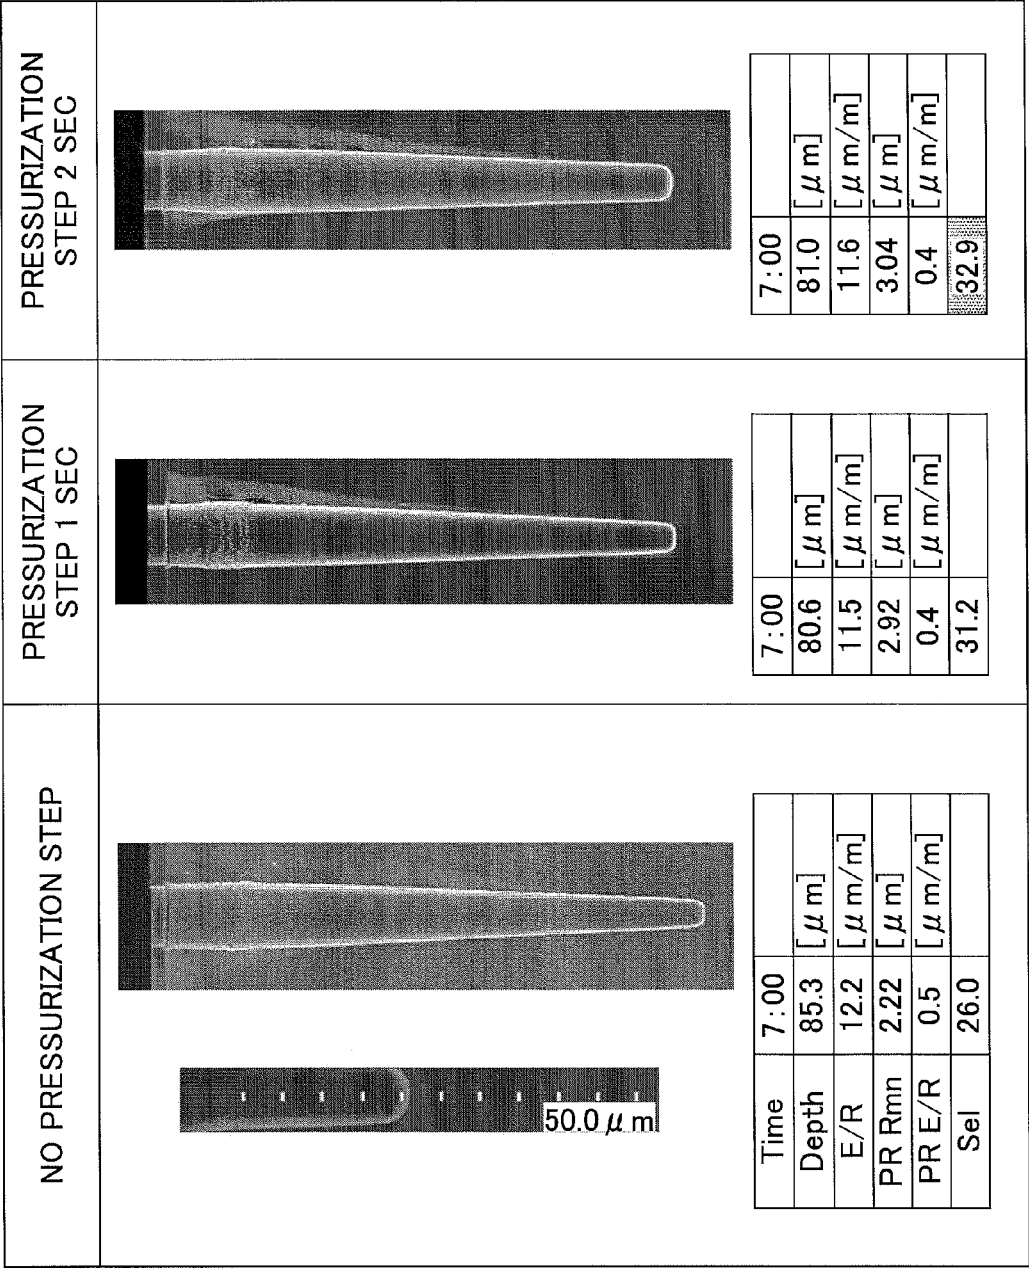 NO PRESSURIZATION STEP
PRESSURIZATION
STEP 1 SEC
PRESSURIZATION
STEP 2 SEC
50.0 μm
Time 7:00
Depth 85.3 [μm]
E/R 12.2 [μm/m]
PR Rmn 2.22 [μm]
PR E/R 0.5 [μm/m]
Sel 26.0
7:00
80.6 [μm]
11.5 [μm/m]
2.92 [μm]
0.4 [μm/m]
31.2
7:00
81.0 [μm]
11.6 [μm/m]
3.04 [μm]
0.4 [μm/m]
32.9